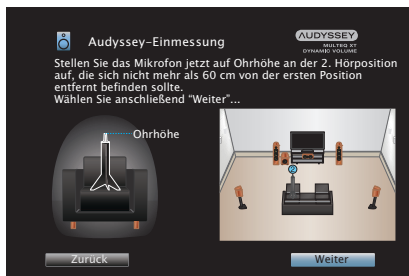 Audyssey-Einmessung
AUDYSSEY
MULTEQ XT
DYNAMIC VOLUME
Stellen Sie das Mikrofon jetzt auf Ohrhöhe an der 2. Hörposition
auf, die sich nicht mehr als 60 cm von der ersten Position
entfernt befinden sollte.
Wählen Sie anschließend “Weiter”...
Ohrhöhe
2
Zurück
Weiter